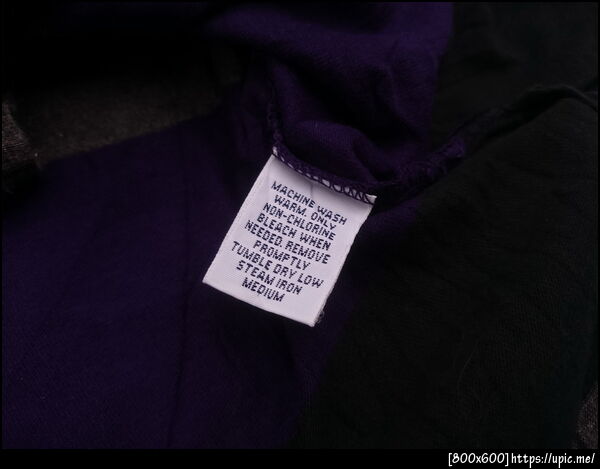 MACHINE WASH
WARM. ONLY
NON-CHLORINE
BLEACH WHEN
NEEDED. REMOVE
PROMPTLY
TUMBLE DRY LOW
STEAM IRON
MEDIUM
[800x600]https://upic.me/